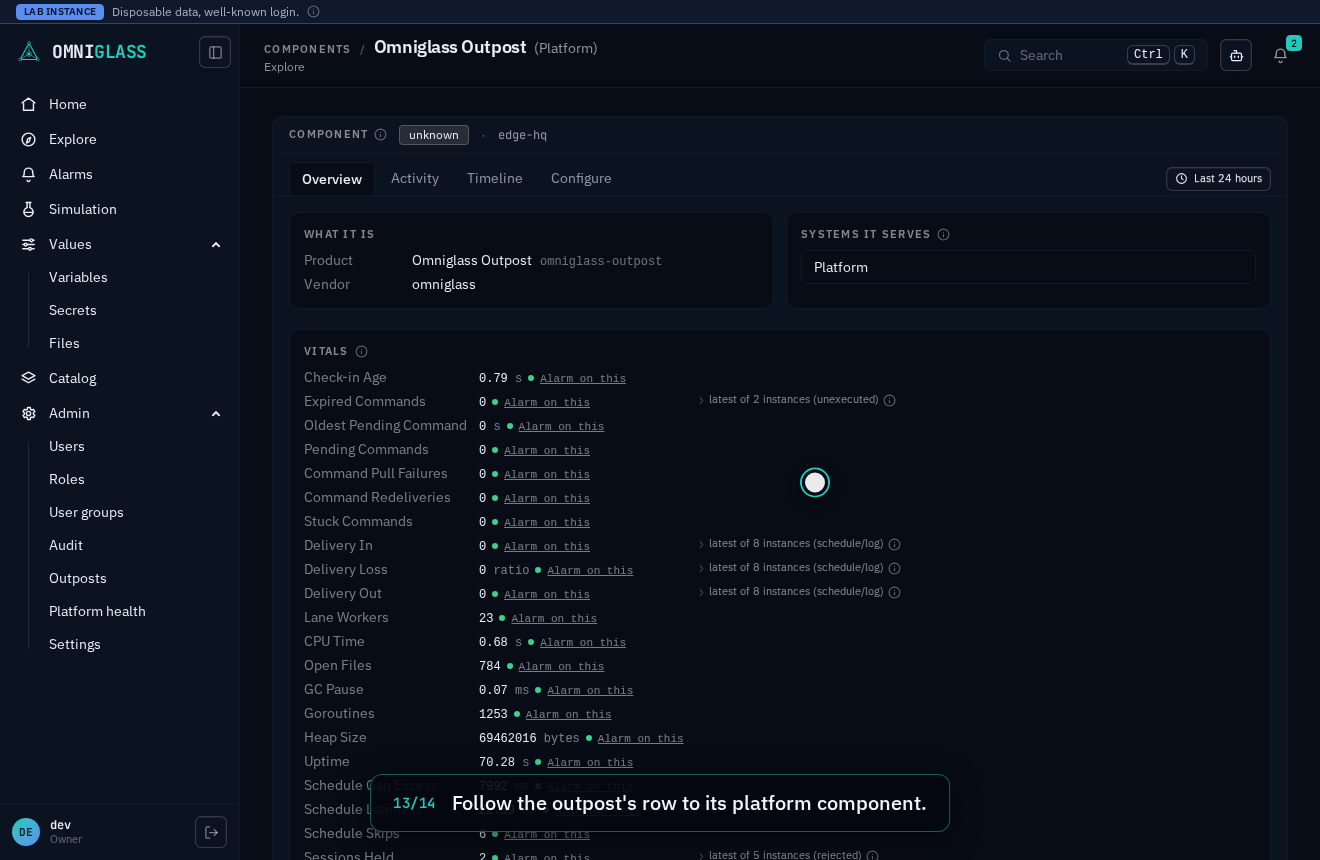 LAB INSTANCE Disposable data, well-known login.
OMNIGLASS
COMPONENTS / Omniglass Outpost (Platform)
Explore
Search Ctrl K
2
Home
Explore
Alarms
Simulation
Values
Variables
Secrets
Files
Catalog
Admin
Users
Roles
User groups
Audit
Outposts
Platform health
Settings
DE dev
Owner
COMPONENT unknown · edge-hq
Overview Activity Timeline Configure Last 24 hours
WHAT IT IS
Product Omniglass Outpost omniglass-outpost
Vendor omniglass
SYSTEMS IT SERVES
Platform
VITALS
Check-in Age 0.79 s Alarm on this
Expired Commands 0 Alarm on this latest of 2 instances (unexecuted)
Oldest Pending Command 0 s Alarm on this
Pending Commands 0 Alarm on this
Command Pull Failures 0 Alarm on this
Command Redeliveries 0 Alarm on this
Stuck Commands 0 Alarm on this
Delivery In 0 Alarm on this latest of 8 instances (schedule/log)
Delivery Loss 0 ratio Alarm on this latest of 8 instances (schedule/log)
Delivery Out 0 Alarm on this latest of 8 instances (schedule/log)
Lane Workers 23 Alarm on this
CPU Time 0.68 s Alarm on this
Open Files 784 Alarm on this
GC Pause 0.07 ms Alarm on this
Goroutines 1253 Alarm on this
Heap Size 69462016 bytes Alarm on this
Uptime 70.28 s Alarm on this
Schedule Gap Excess 7992 ms Alarm on this
Schedule
13/14 Follow the outpost's row to its platform component.
Schedule Skips 6 Alarm on this
Sessions Held 2 Alarm on this latest of 5 instances (rejected)